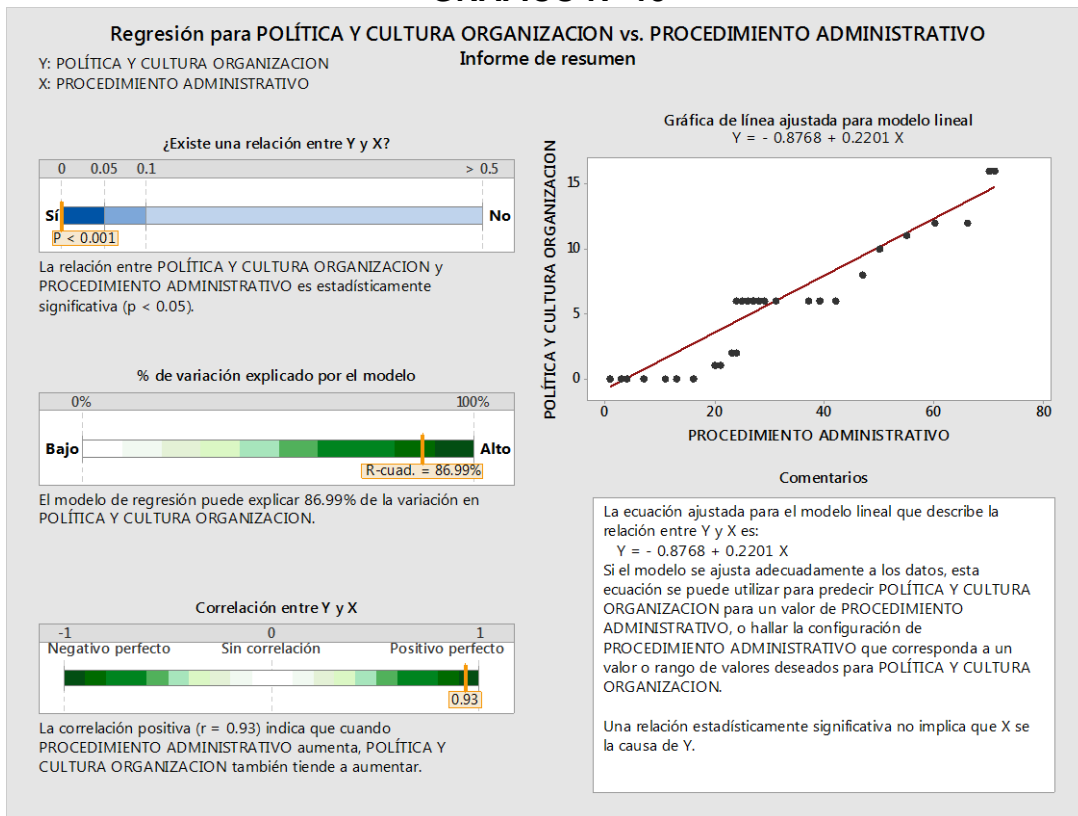 Regresión para POLÍTICA Y CULTURA ORGANIZACION vs. PROCEDIMIENTO ADMINISTRATIVO
Informe de resumen
Y: POLÍTICA Y CULTURA ORGANIZACION
X: PROCEDIMIENTO ADMINISTRATIVO
¿Existe una relación entre Y y X?
0 0.05 0.1 > 0.5
Sí No
P < 0.001
La relación entre POLÍTICA Y CULTURA ORGANIZACION y
PROCEDIMIENTO ADMINISTRATIVO es estadísticamente
significativa (p < 0.05).
% de variación explicado por el modelo
0% 100%
Bajo Alto
R-cuad. = 86.99%
El modelo de regresión puede explicar 86.99% de la variación en
POLÍTICA Y CULTURA ORGANIZACION.
Correlación entre Y y X
-1 0 1
Negativo perfecto Sin correlación Positivo perfecto
0.93
La correlación positiva (r = 0.93) indica que cuando
PROCEDIMIENTO ADMINISTRATIVO aumenta, POLÍTICA Y
CULTURA ORGANIZACION también tiende a aumentar.
Gráfica de línea ajustada para modelo lineal
Y = - 0.8768 + 0.2201 X
POLÍTICA Y CULTURA ORGANIZACION
15
10
5
0
0 20 40 60 80
PROCEDIMIENTO ADMINISTRATIVO
Comentarios
La ecuación ajustada para el modelo lineal que describe la
relación entre Y y X es:
Y = - 0.8768 + 0.2201 X
Si el modelo se ajusta adecuadamente a los datos, esta
ecuación se puede utilizar para predecir POLÍTICA Y CULTURA
ORGANIZACION para un valor de PROCEDIMIENTO
ADMINISTRATIVO, o hallar la configuración de
PROCEDIMIENTO ADMINISTRATIVO que corresponda a un
valor o rango de valores deseados para POLÍTICA Y CULTURA
ORGANIZACION.
Una relación estadísticamente significativa no implica que X se
la causa de Y.